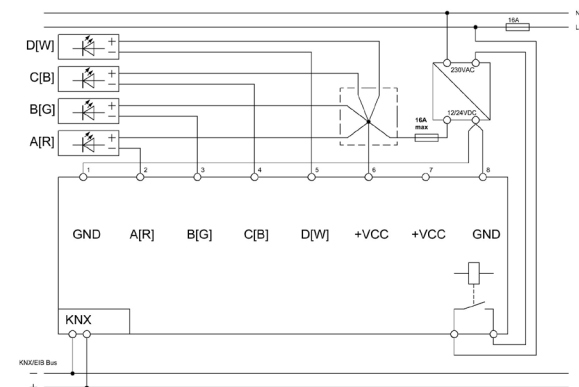 N
16A
L
D[W]
+
−
C[B]
+
−
B[G]
+
−
A[R]
+
−
230VAC
12/24VDC
16A
max
1 2 3 4 5 6 7 8
GND A[R] B[G] C[B] D[W] +VCC +VCC GND
KNX
KNX/EIB Bus
−
+